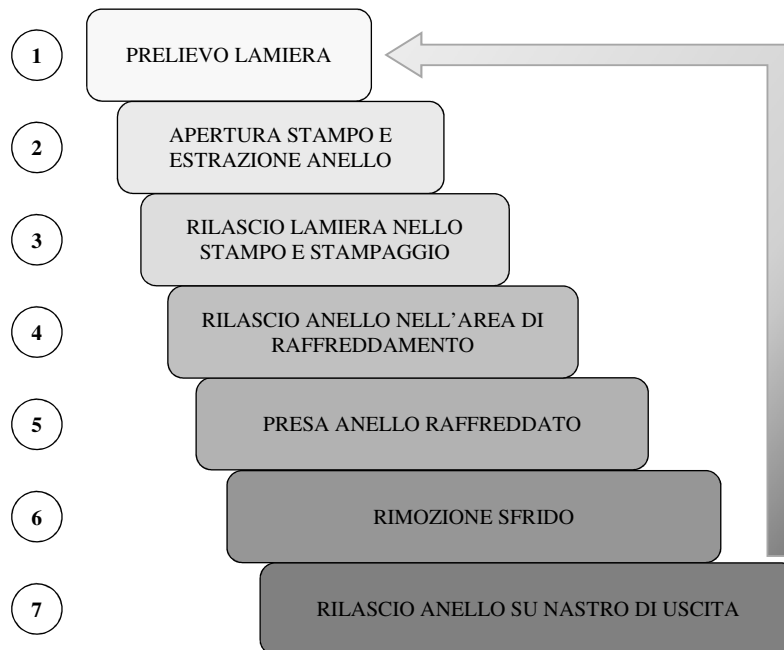 1
PRELIEVO LAMIERA
2
APERTURA STAMPO E
ESTRAZIONE ANELLO
3
RILASCIO LAMIERA NELLO
STAMPO E STAMPAGGIO
4
RILASCIO ANELLO NELL'AREA DI
RAFFREDDAMENTO
5
PRESA ANELLO RAFFREDDATO
6
RIMOZIONE SFRIDO
7
RILASCIO ANELLO SU NASTRO DI USCITA